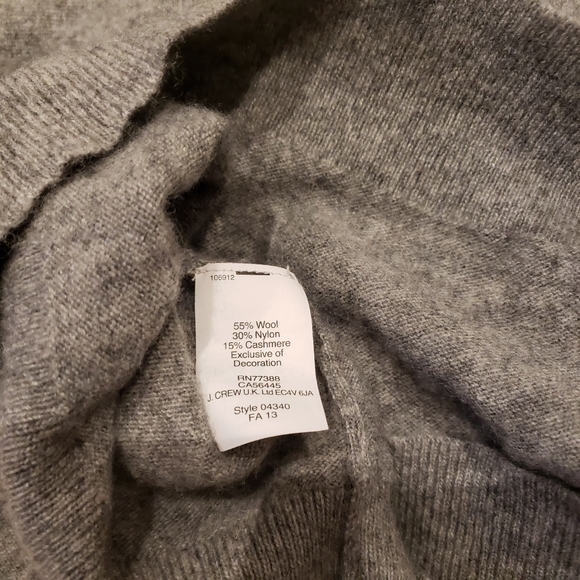 106912
55% Wool
30% Nylon
15% Cashmere
Exclusive of
Decoration
RN77388
CA56445
J. CREW U.K. Ltd EC4V 6JA
Style 04340
FA 13